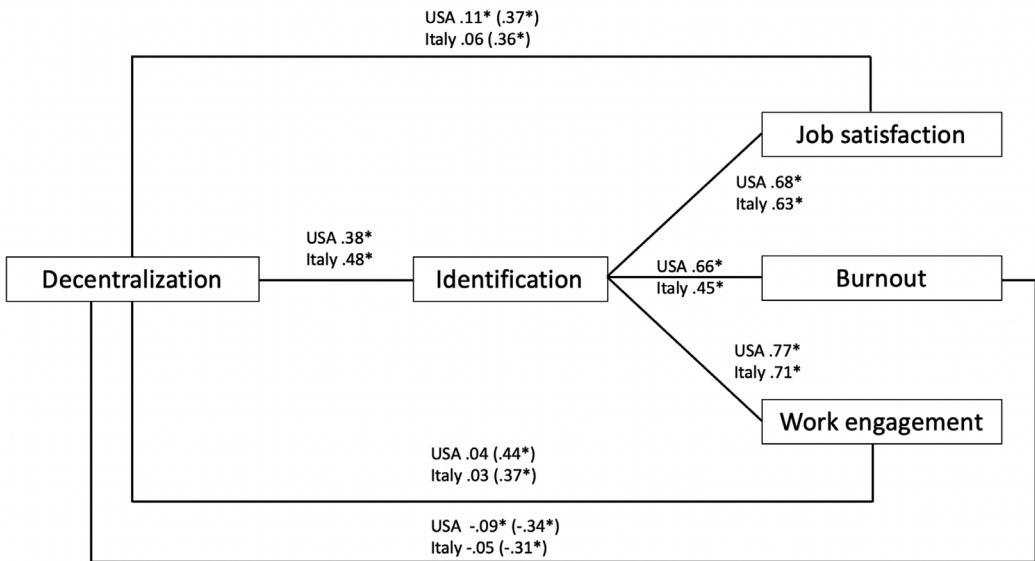 USA .11* (.37*)
Italy .06 (.36*)
Job satisfaction
USA .68*
Italy .63*
USA .38*
Italy .48*
Decentralization
Identification
USA .66*
Italy .45*
Burnout
USA .77*
Italy .71*
Work engagement
USA .04 (.44*)
Italy .03 (.37*)
USA -.09* (-.34*)
Italy -.05 (-.31*)